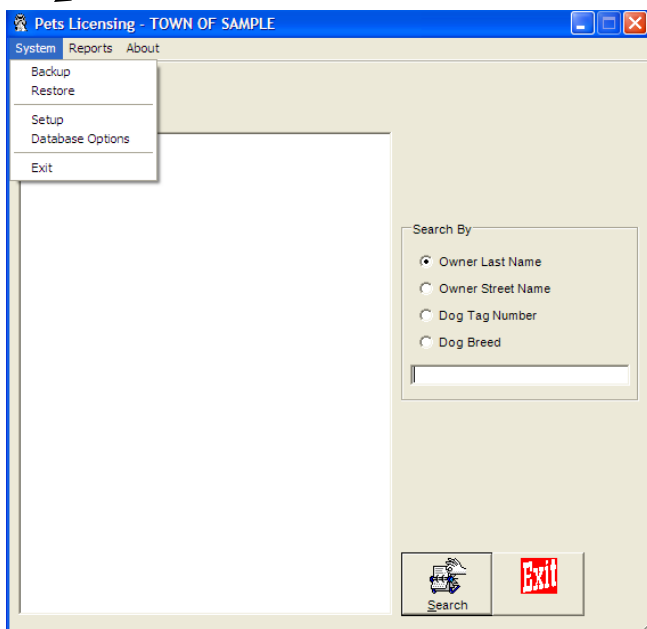 Pets Licensing - TOWN OF SAMPLE
System Reports About
Backup
Restore
Setup
Database Options
Exit
Search By
Owner Last Name
Owner Street Name
Dog Tag Number
Dog Breed
Search
Exit